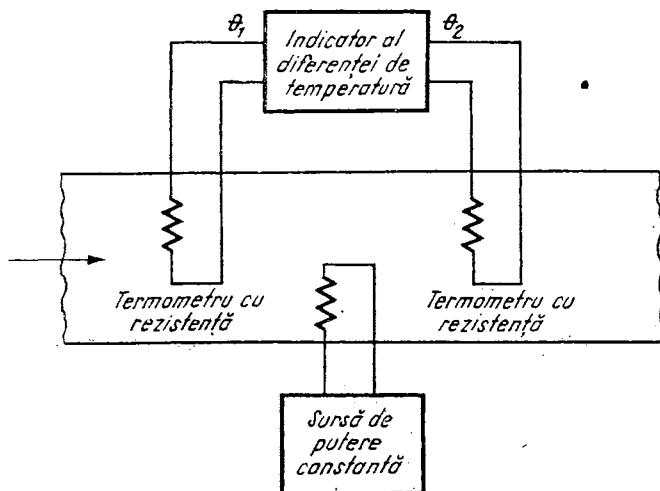 θ1
Indicator al
diferenței de
temperatură
θ2
Termometru cu
rezistență
Termometru cu
rezistență
Sursă de
putere
constantă